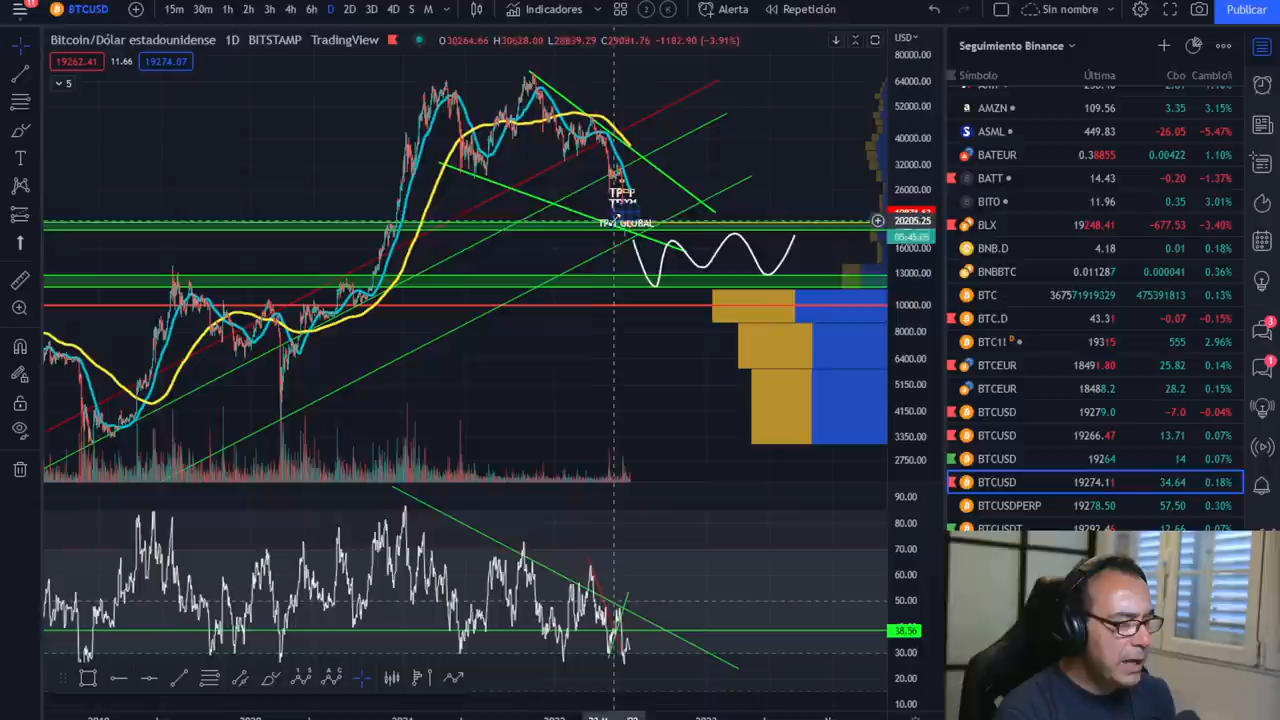 11
BTCUSD 15m 30m 1h 2h 3h 4h 6h D 2D 3D 4D S M Indicadores 2 K Alerta Repetición Sin nombre Publicar
Bitcoin/Dólar estadounidense 1D BITSTAMP TradingView O30264.66 H30628.00 L28839.29 C29081.76 -1182.90 (-3.91%) USD
19262.41 11.66 19274.07
5
80000.00
64000.00
52000.00
40000.00
32000.00
26000.00
20205.25
05:45:25
16000.00
13000.00
10000.00
8000.00
6400.00
5150.00
4150.00
3350.00
2750.00
90.00
80.00
70.00
60.00
50.00
38.56
30.00
20.00
10.00
2021
Seguimiento Binance
Símbolo Última Cbo Cambio%
AMZN 109.56 3.35 3.15%
ASML 449.83 -26.05 -5.47%
BATEUR 0.38855 0.00422 1.10%
BATT 14.43 -0.20 -1.37%
BITO 11.96 0.35 3.01%
BLX 19248.41 -677.53 -3.40%
BNB.D 4.18 0.01 0.18%
BNBBTC 0.011287 0.000041 0.36%
BTC 367571919329 475391813 0.13%
BTC.D 43.31 -0.07 -0.15%
BTC1! D 19315 555 2.96%
BTCEUR 18491.80 25.82 0.14%
BTCEUR 18488.2 28.2 0.15%
BTCUSD 19279.0 -7.0 -0.04%
BTCUSD 19266.47 13.71 0.07%
BTCUSD 19264 14 0.07%
BTCUSD 19274.11 34.64 0.18%
BTCUSDPERP 19278.50 57.50 0.30%
BTCUSDT 19292.46 12.66 0.07%
3
1